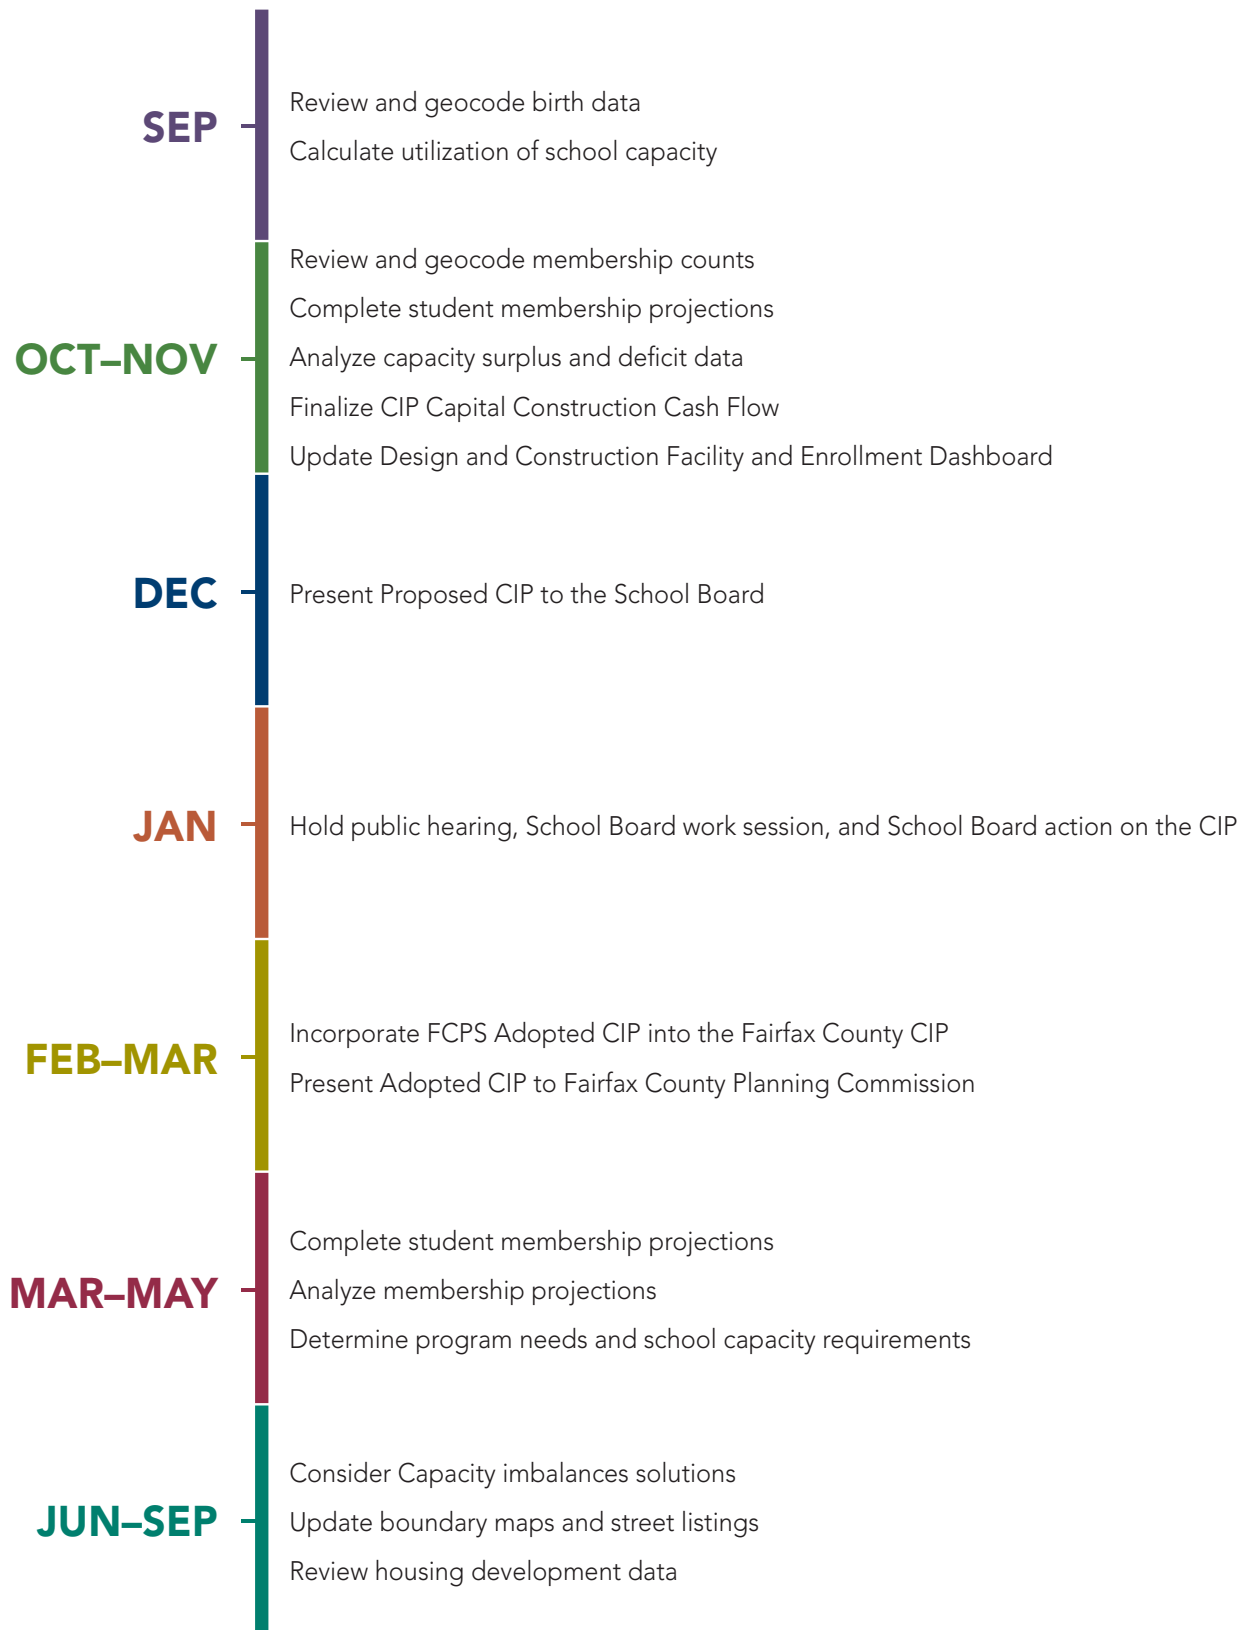 SEP
Review and geocode birth data
Calculate utilization of school capacity
OCT–NOV
Review and geocode membership counts
Complete student membership projections
Analyze capacity surplus and deficit data
Finalize CIP Capital Construction Cash Flow
Update Design and Construction Facility and Enrollment Dashboard
DEC
Present Proposed CIP to the School Board
JAN
Hold public hearing, School Board work session, and School Board action on the CIP
FEB–MAR
Incorporate FCPS Adopted CIP into the Fairfax County CIP
Present Adopted CIP to Fairfax County Planning Commission
MAR–MAY
Complete student membership projections
Analyze membership projections
Determine program needs and school capacity requirements
JUN–SEP
Consider Capacity imbalances solutions
Update boundary maps and street listings
Review housing development data